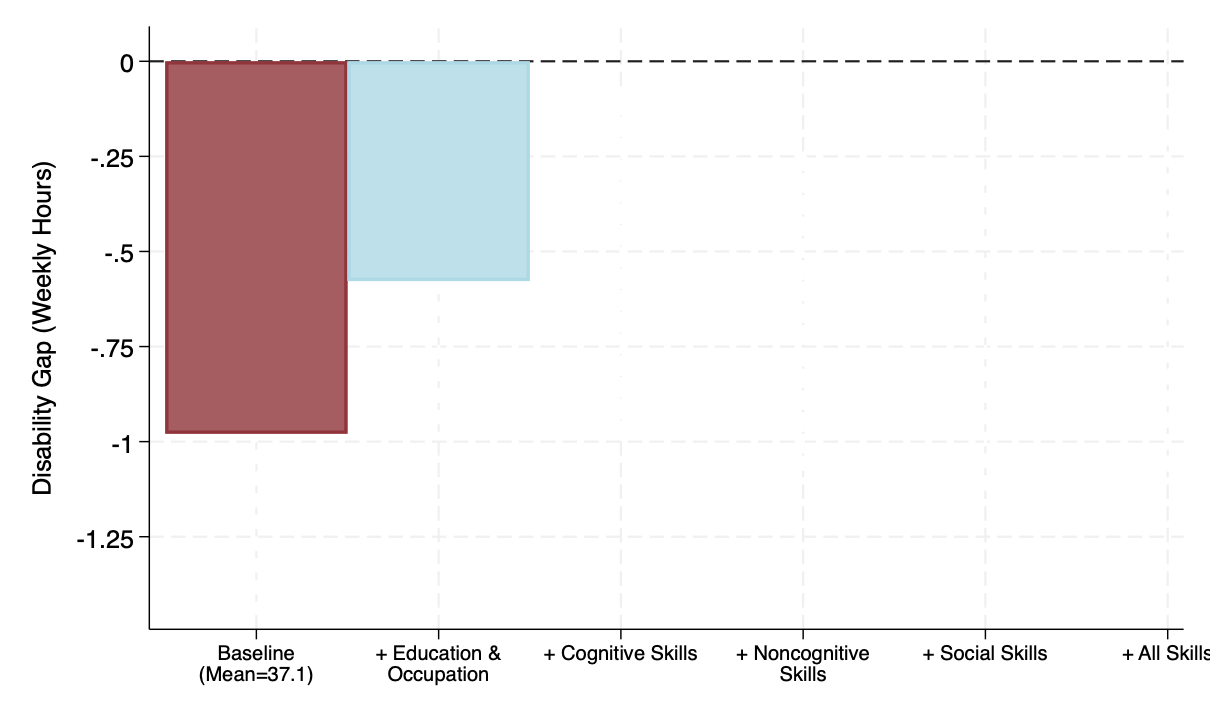 Disability Gap (Weekly Hours)
0
-.25
-.5
-.75
-1
-1.25
Baseline
(Mean=37.1)
+ Education &
Occupation
+ Cognitive Skills
+ Noncognitive
Skills
+ Social Skills
+ All Skills